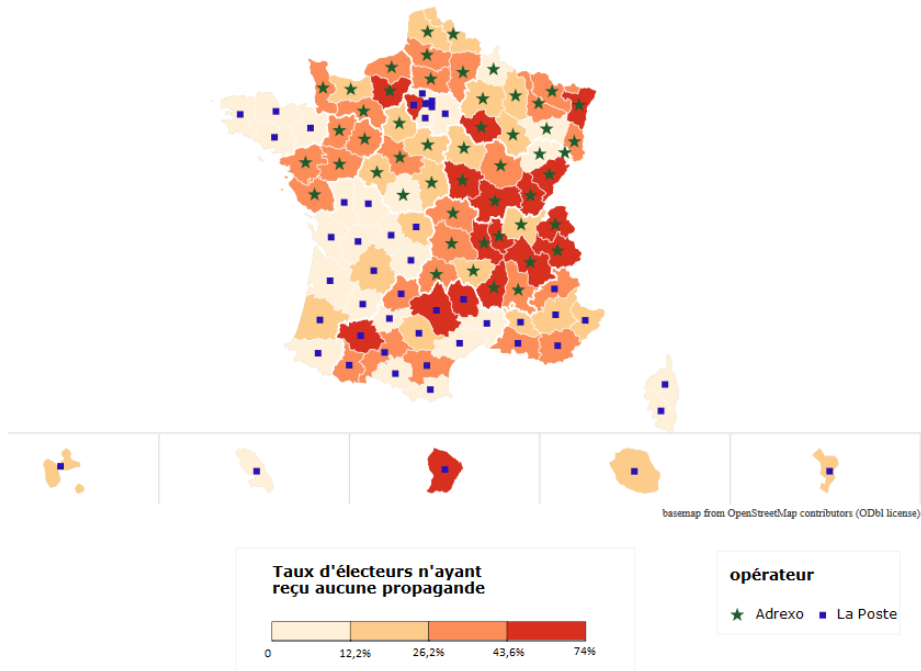 basemap from OpenStreetMap contributors (ODbl license)
Taux d'électeurs n'ayant
reçu aucune propagande
0 12,2% 26,2% 43,6% 74%
opérateur
Adrexo La Poste